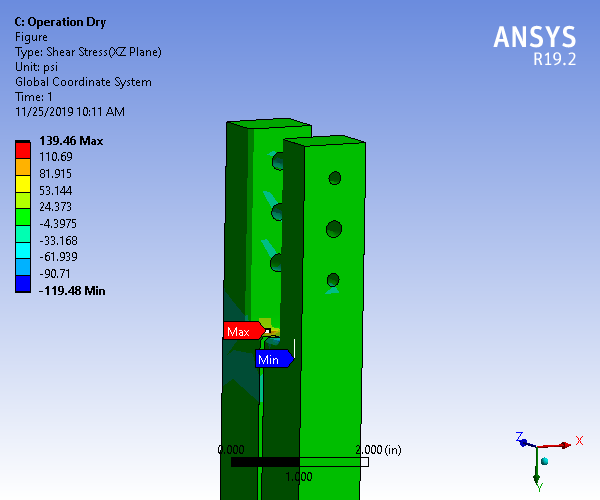 C: Operation Dry
Figure
Type: Shear Stress(XZ Plane)
Unit: psi
Global Coordinate System
Time: 1
11/25/2019 10:11 AM
ANSYS
R19.2
139.46 Max
110.69
81.915
53.144
24.373
-4.3975
-33.168
-61.939
-90.71
-119.48 Min
Max
Min
0.000
2.000 (in)
1.000
Z
X
Y